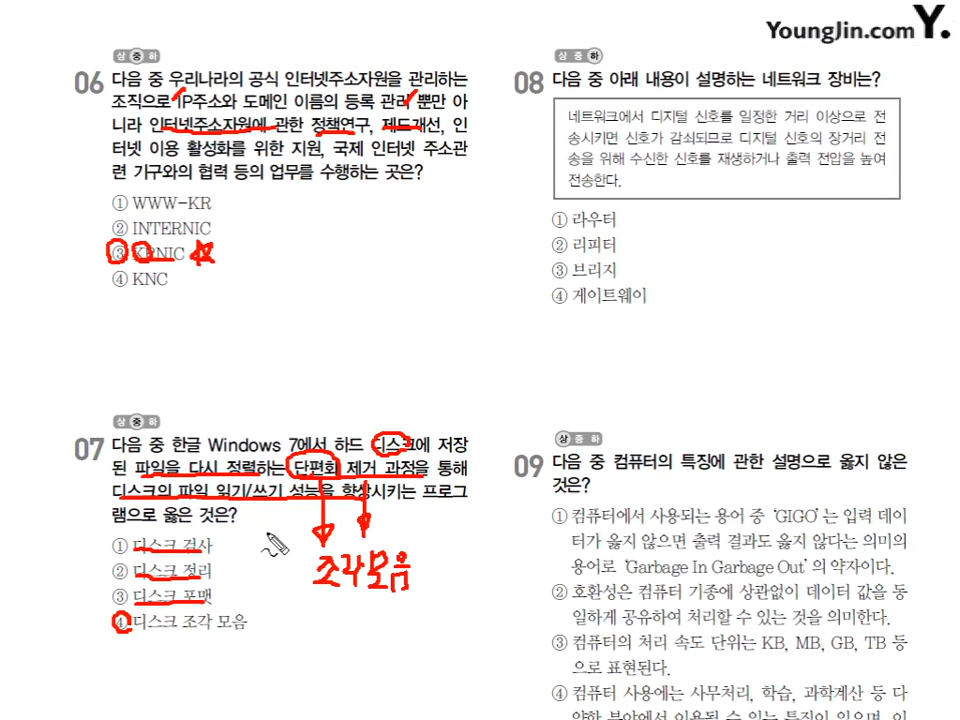 YoungJin.com Y.
상 중 하
06 다음 중 우리나라의 공식 인터넷주소자원을 관리하는
조직으로 IP주소와 도메인 이름의 등록 관리 뿐만 아
니라 인터넷주소자원에 관한 정책연구, 제도개선, 인
터넷 이용 활성화를 위한 지원, 국제 인터넷 주소관
련 기구와의 협력 등의 업무를 수행하는 곳은?
① WWW-KR
② INTERNIC
③ KRNIC
④ KNC
상 중 하
07 다음 중 한글 Windows 7에서 하드 디스크에 저장
된 파일을 다시 정렬하는 단편화 제거 과정을 통해
디스크의 파일 읽기/쓰기 성능을 향상시키는 프로그
램으로 옳은 것은?
① 디스크 검사
② 디스크 정리
③ 디스크 포맷
④ 디스크 조각 모음
조각모음
상 중 하
08 다음 중 아래 내용이 설명하는 네트워크 장비는?
네트워크에서 디지털 신호를 일정한 거리 이상으로 전
송시키면 신호가 감쇠되므로 디지털 신호의 장거리 전
송을 위해 수신한 신호를 재생하거나 출력 전압을 높여
전송한다.
① 라우터
② 리피터
③ 브리지
④ 게이트웨이
상 중 하
09 다음 중 컴퓨터의 특징에 관한 설명으로 옳지 않은
것은?
① 컴퓨터에서 사용되는 용어 중 ‘GIGO’는 입력 데이
터가 옳지 않으면 출력 결과도 옳지 않다는 의미의
용어로 ‘Garbage In Garbage Out’의 약자이다.
② 호환성은 컴퓨터 기종에 상관없이 데이터 값을 동
일하게 공유하여 처리할 수 있는 것을 의미한다.
③ 컴퓨터의 처리 속도 단위는 KB, MB, GB, TB 등
으로 표현된다.
④ 컴퓨터 사용에는 사무처리, 학습, 과학계산 등 다
양한 분야에서 이용될 수 있는 특징이 있으며, 이